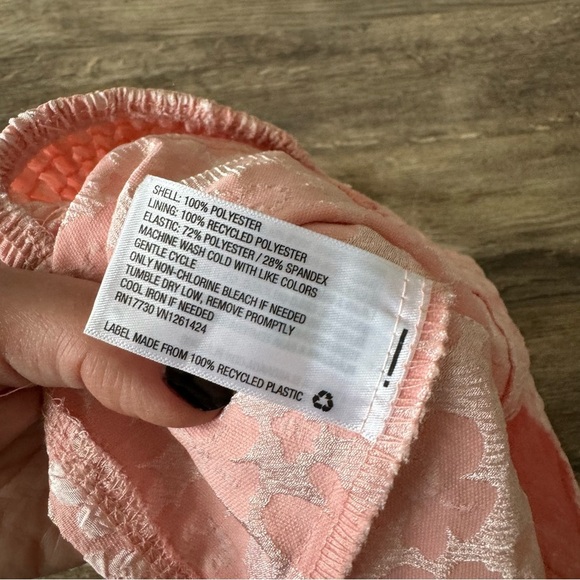 SHELL: 100% POLYESTER
LINING: 100% RECYCLED POLYESTER
ELASTIC: 72% POLYESTER / 28% SPANDEX
MACHINE WASH COLD WITH LIKE COLORS
GENTLE CYCLE
ONLY NON-CHLORINE BLEACH IF NEEDED
TUMBLE DRY LOW, REMOVE PROMPTLY
COOL IRON IF NEEDED
RN17730 VN1261424
LABEL MADE FROM 100% RECYCLED PLASTIC